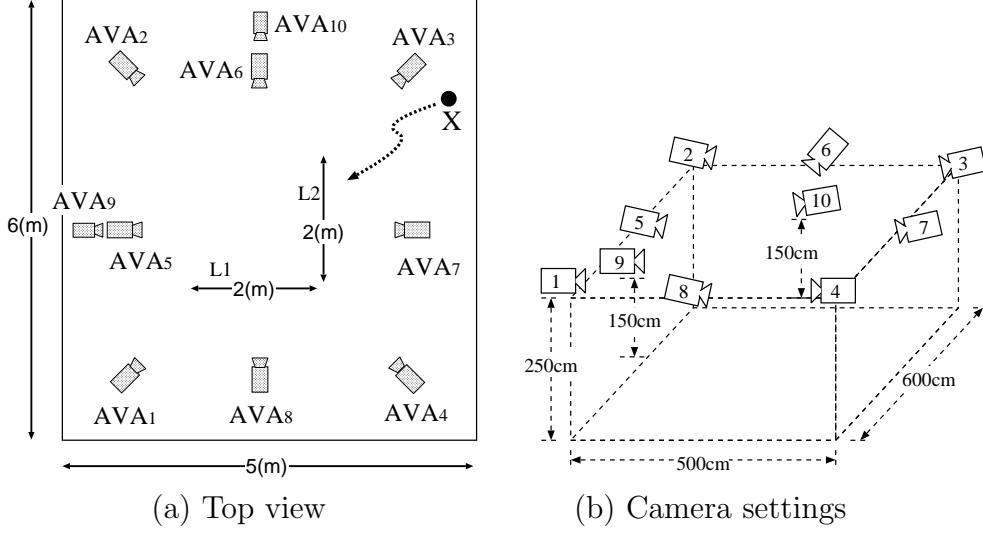 AVA10
AVA2
AVA3
AVA6
X
L2
AVA9
6(m)
2(m)
AVA5
L1
AVA7
2(m)
AVA1
AVA8
AVA4
5(m)
(a) Top view
2
6
3
10
5
7
150cm
9
1
8
4
150cm
250cm
600cm
500cm
(b) Camera settings